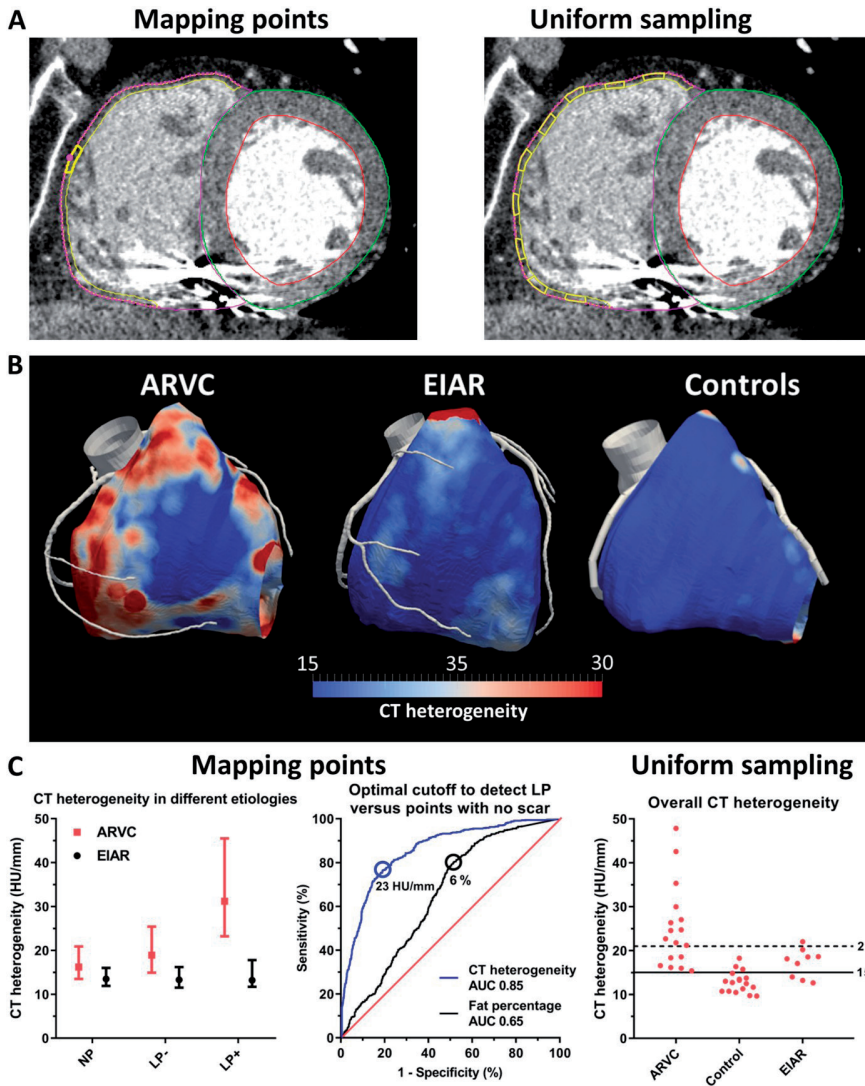 A
Mapping points
Uniform sampling
B
ARVC
EIAR
Controls
15
35
30
CT heterogeneity
C
Mapping points
Uniform sampling
CT heterogeneity in different etiologies
CT heterogeneity (HU/mm)
50
40
30
20
10
0
ARVC
EIAR
NP
LP-
LP+
Optimal cutoff to detect LP
versus points with no scar
Sensitivity (%)
100
80
60
40
20
0
23 HU/mm
6 %
CT heterogeneity
AUC 0.85
Fat percentage
AUC 0.65
0
20
40
60
80
100
1 - Specificity (%)
Overall CT heterogeneity
CT heterogeneity (HU/mm)
50
40
30
20
10
0
2
ARVC
Control
EIAR